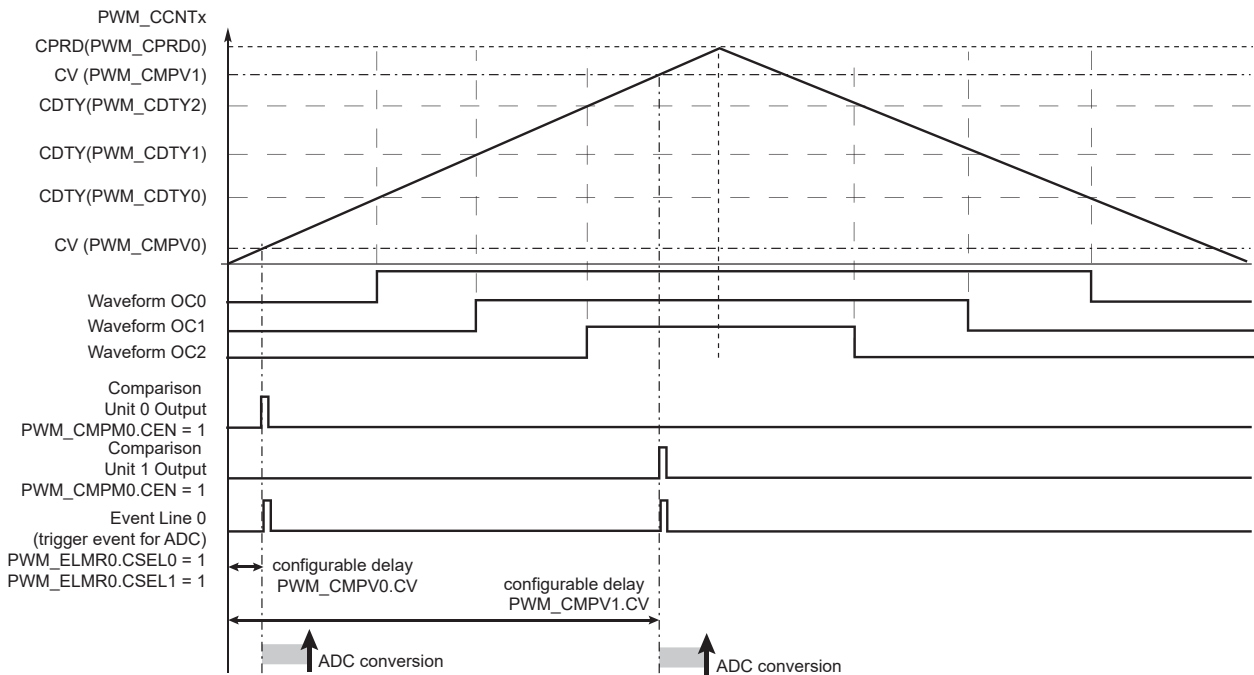 PWM_CCNTx
CPRD(PWM_CPRD0)
CV (PWM_CMPV1)
CDTY(PWM_CDTY2)
CDTY(PWM_CDTY1)
CDTY(PWM_CDTY0)
CV (PWM_CMPV0)
Waveform OC0
Waveform OC1
Waveform OC2
Comparison
Unit 0 Output
PWM_CMPM0.CEN = 1
Comparison
Unit 1 Output
PWM_CMPM0.CEN = 1
Event Line 0
(trigger event for ADC)
PWM_ELMR0.CSEL0 = 1
PWM_ELMR0.CSEL1 = 1
configurable delay
PWM_CMPV0.CV
configurable delay
PWM_CMPV1.CV
ADC conversion
ADC conversion